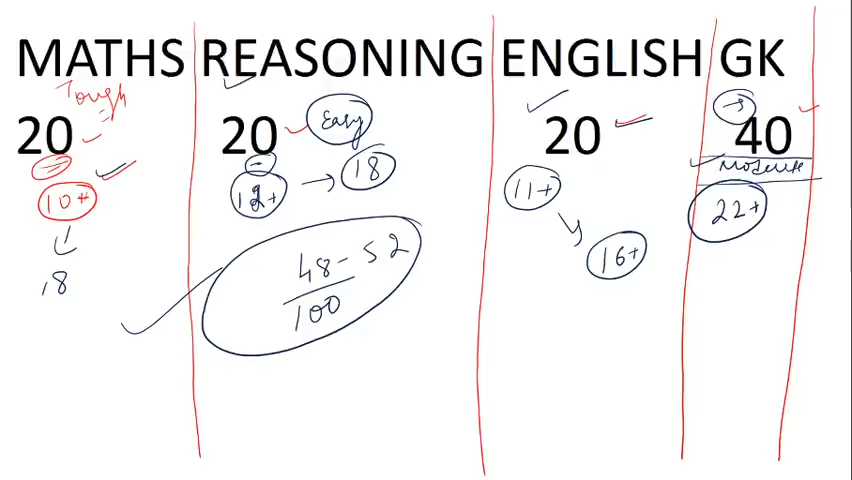 MATHS REASONING ENGLISH GK
Tough
20 20 Easy 20 40
Moderate
10+ 12+ → 18 11+ 22+
18 16+
48 - 52
100